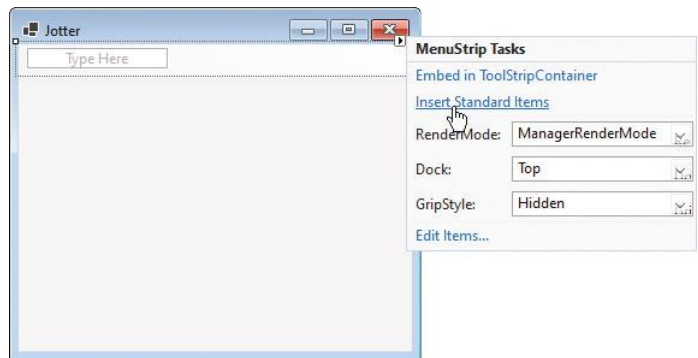 Jotter
Type Here
MenuStrip Tasks
Embed in ToolStripContainer
Insert Standard Items
RenderMode: ManagerRenderMode
Dock: Top
GripStyle: Hidden
Edit Items...